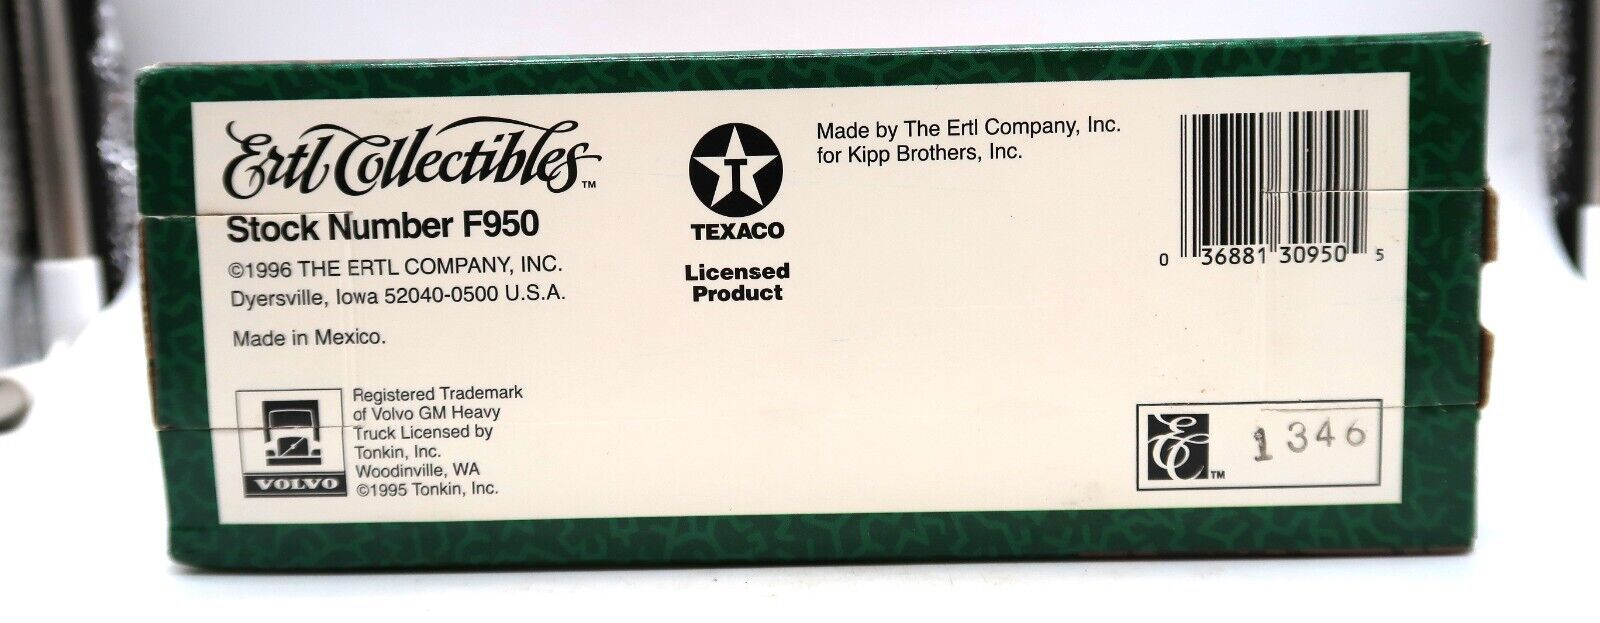 Ertl Collectibles™
Stock Number F950
©1996 THE ERTL COMPANY, INC.
Dyersville, Iowa 52040-0500 U.S.A.
Made in Mexico.
VOLVO
Registered Trademark
of Volvo GM Heavy
Truck Licensed by
Tonkin, Inc.
Woodinville, WA
©1995 Tonkin, Inc.
T
TEXACO
Licensed
Product
Made by The Ertl Company, Inc.
for Kipp Brothers, Inc.
0 36881 30950 5
EC™ 1346